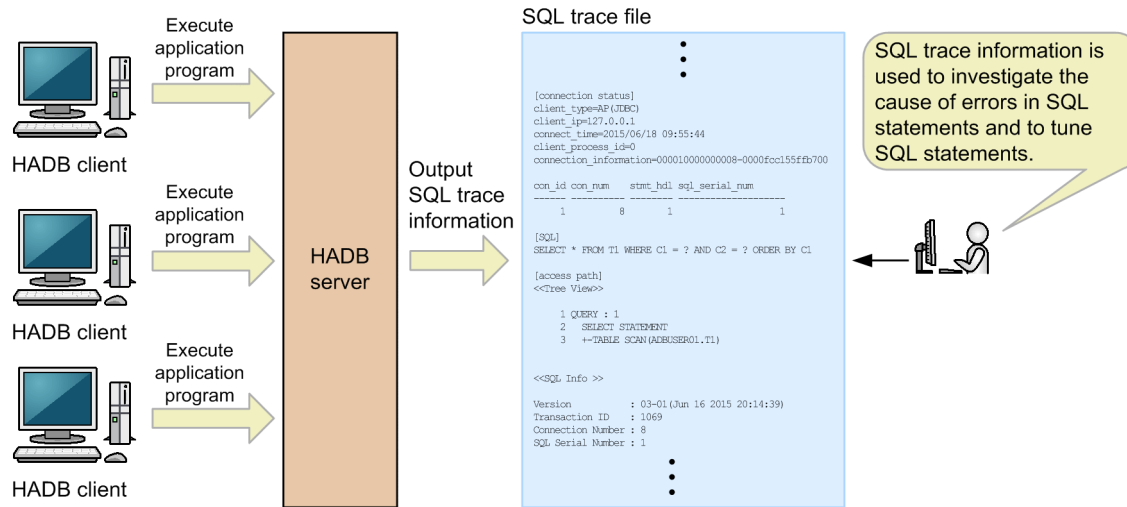 Execute
application
program
HADB client
Execute
application
program
HADB client
Execute
application
program
HADB client
HADB
server
Output
SQL trace
information
SQL trace file
[connection status]
client_type=AP(JDBC)
client_ip=127.0.0.1
connect_time=2015/06/18 09:55:44
client_process_id=0
connection_information=000010000000008-0000fcc155ffb700
con_id con_num stmt_hdl sql_serial_num
------ ---------- -------- --------------------
1 8 1 1
[SQL]
SELECT * FROM T1 WHERE C1 = ? AND C2 = ? ORDER BY C1
[access path]
<<Tree View>>
1 QUERY : 1
2 SELECT STATEMENT
3 +-TABLE SCAN(ADBUSER01.T1)
<<SQL Info >>
Version : 03-01(Jun 16 2015 20:14:39)
Transaction ID : 1069
Connection Number : 8
SQL Serial Number : 1
SQL trace information is
used to investigate the
cause of errors in SQL
statements and to tune
SQL statements.